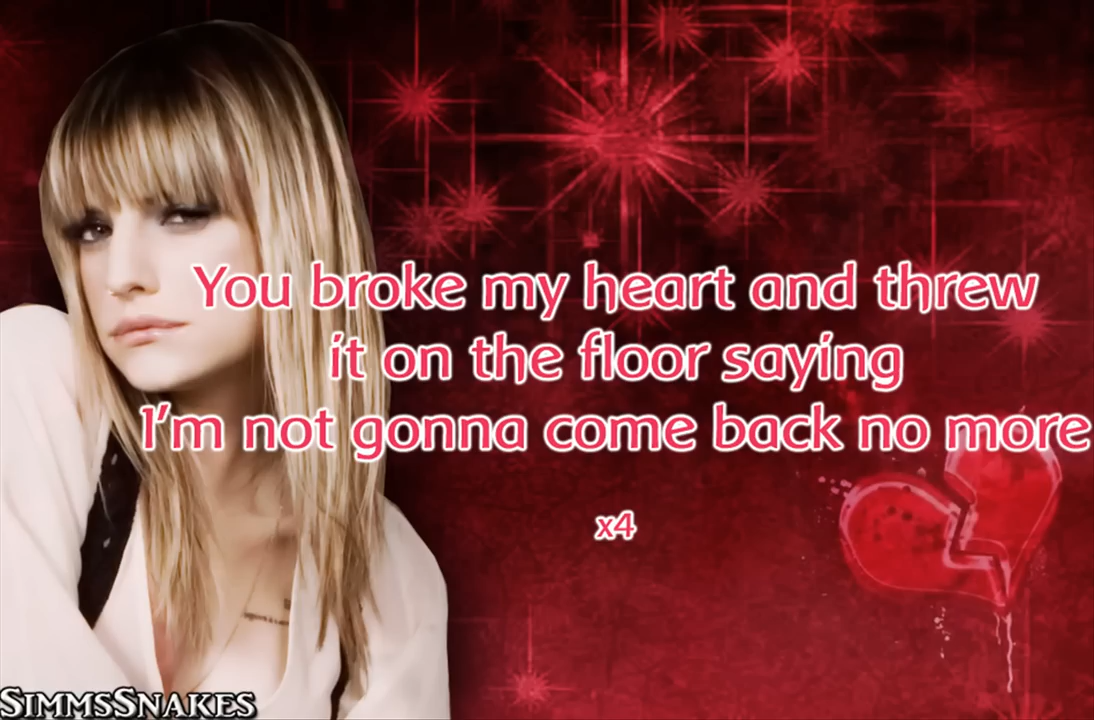 You broke my heart and threw
it on the floor saying
I'm not gonna come back no more
x4
SIMMSSNAKES